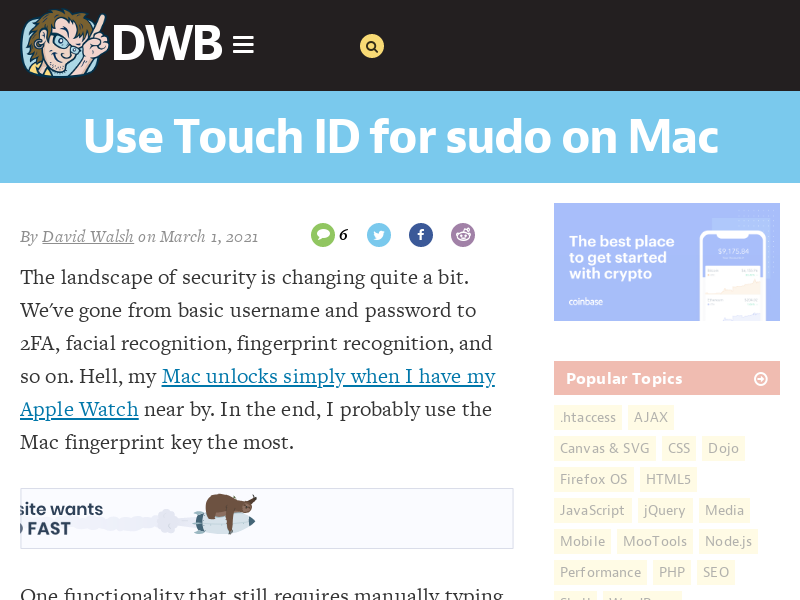 DWB
Use Touch ID for sudo on Mac
By David Walsh on March 1, 2021
6
The landscape of security is changing quite a bit.
We've gone from basic username and password to
2FA, facial recognition, fingerprint recognition, and
so on. Hell, my Mac unlocks simply when I have my
Apple Watch near by. In the end, I probably use the
Mac fingerprint key the most.
site wants
FAST
One functionality that still requires manually typing
The best place
to get started
with crypto
coinbase
$9,175.84
Popular Topics
.htaccess AJAX
Canvas & SVG CSS Dojo
Firefox OS HTML5
JavaScript jQuery Media
Mobile MooTools Node.js
Performance PHP SEO